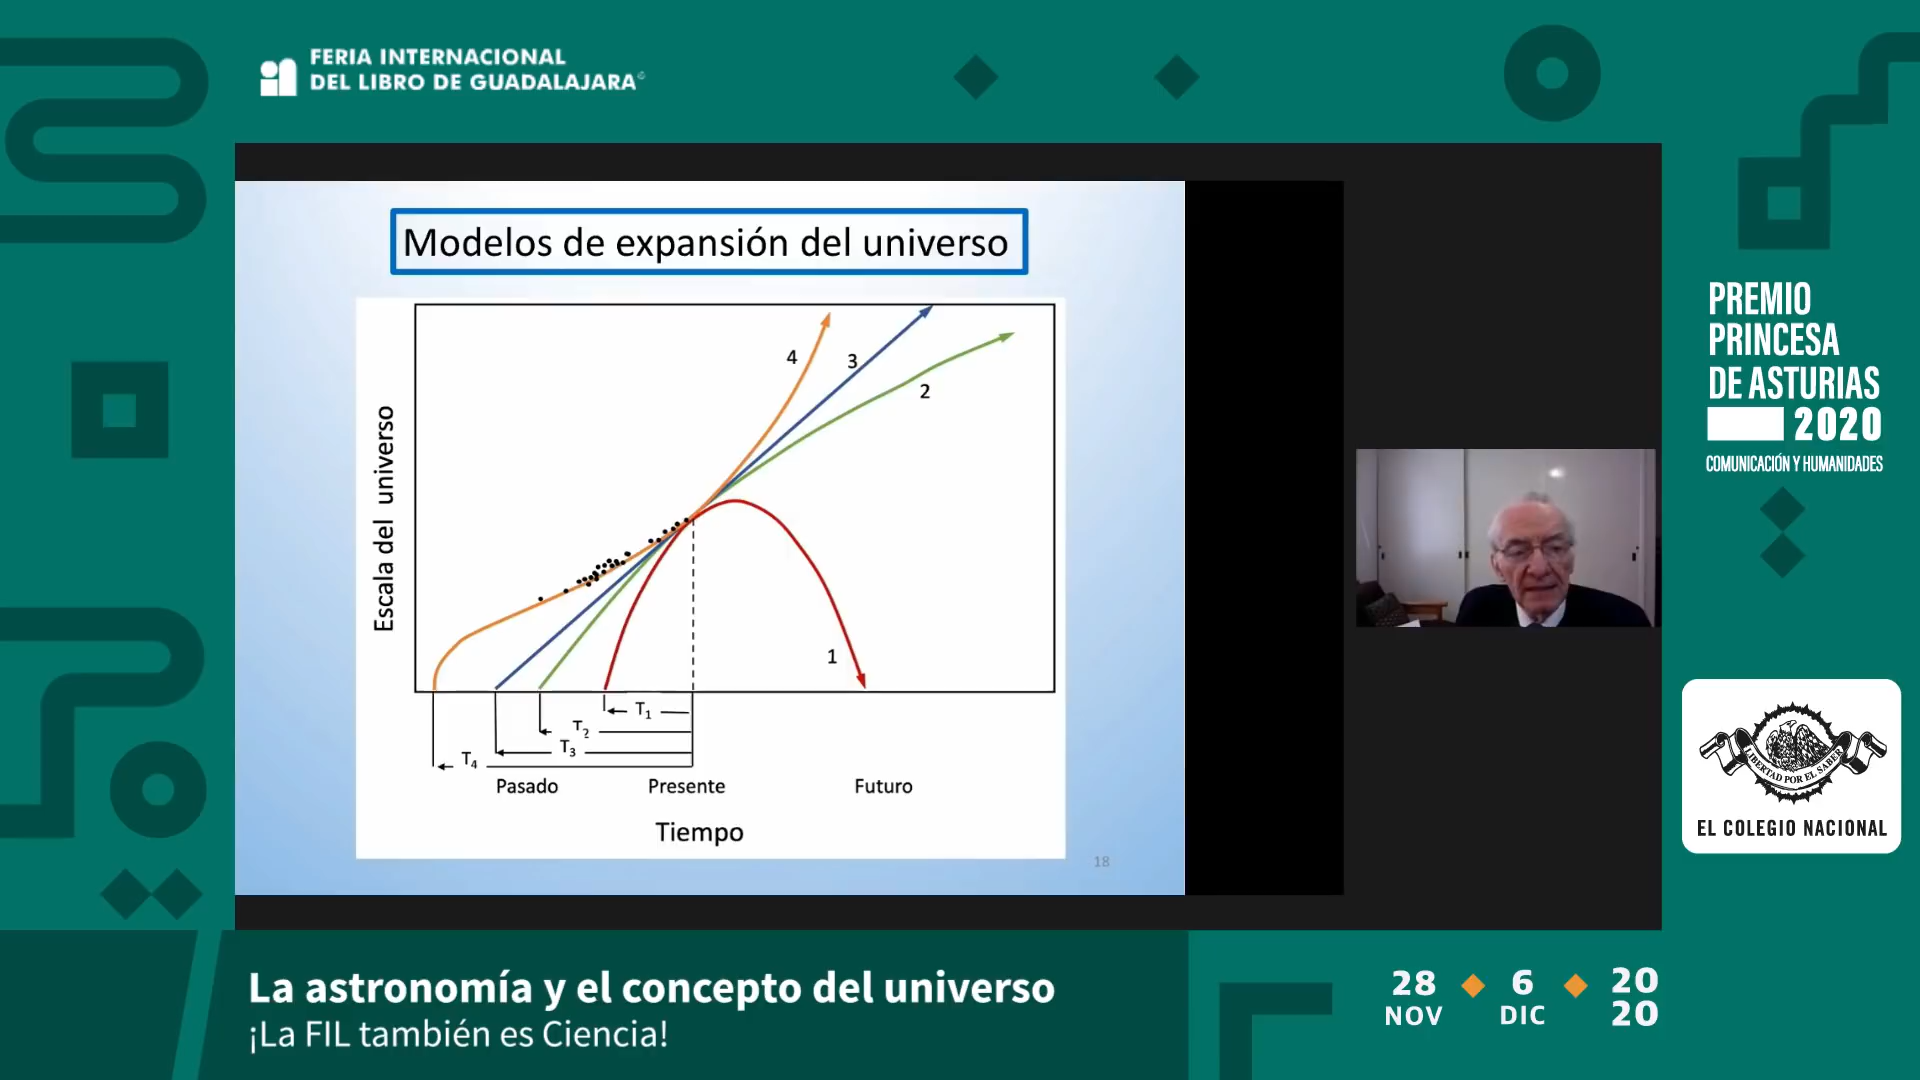 FERIA INTERNACIONAL
DEL LIBRO DE GUADALAJARA
Modelos de expansión del universo
4
3
2
1
Escala del universo
T1
T2
T3
T4
Pasado
Presente
Futuro
Tiempo
18
PREMIO
PRINCESA
DE ASTURIAS
2020
COMUNICACIÓN Y HUMANIDADES
LIBERTAD POR EL SABER
EL COLEGIO NACIONAL
La astronomía y el concepto del universo
¡La FIL también es Ciencia!
28 6 20
NOV DIC 20